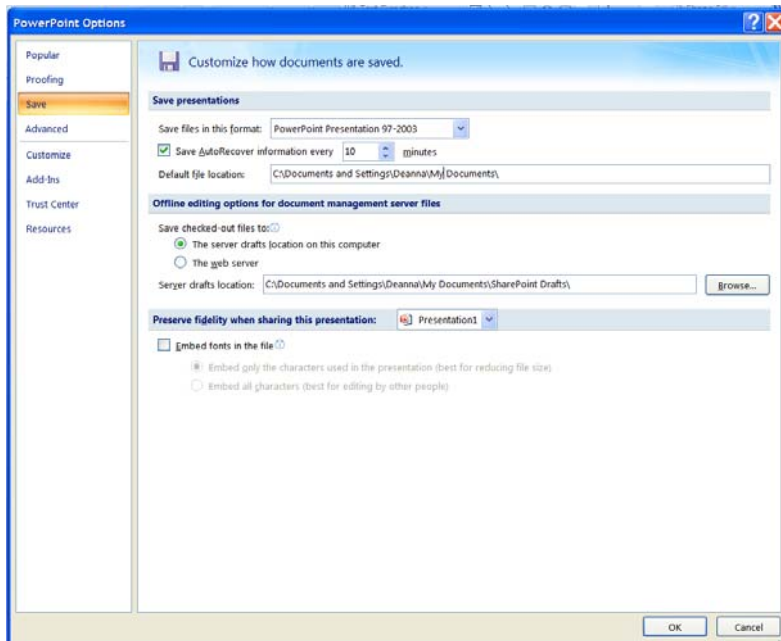 PowerPoint Options
Popular
Proofing
Save
Advanced
Customize
Add-Ins
Trust Center
Resources
Customize how documents are saved.
Save presentations
Save files in this format: PowerPoint Presentation 97-2003
Save AutoRecover information every 10 minutes
Default file location: C:\Documents and Settings\Deanna\My Documents\
Offline editing options for document management server files
Save checked-out files to:
The server drafts location on this computer
The web server
Server drafts location: C:\Documents and Settings\Deanna\My Documents\SharePoint Drafts\ Browse...
Preserve fidelity when sharing this presentation: Presentation1
Embed fonts in the file
Embed only the characters used in the presentation (best for reducing file size)
Embed all characters (best for editing by other people)
OK Cancel